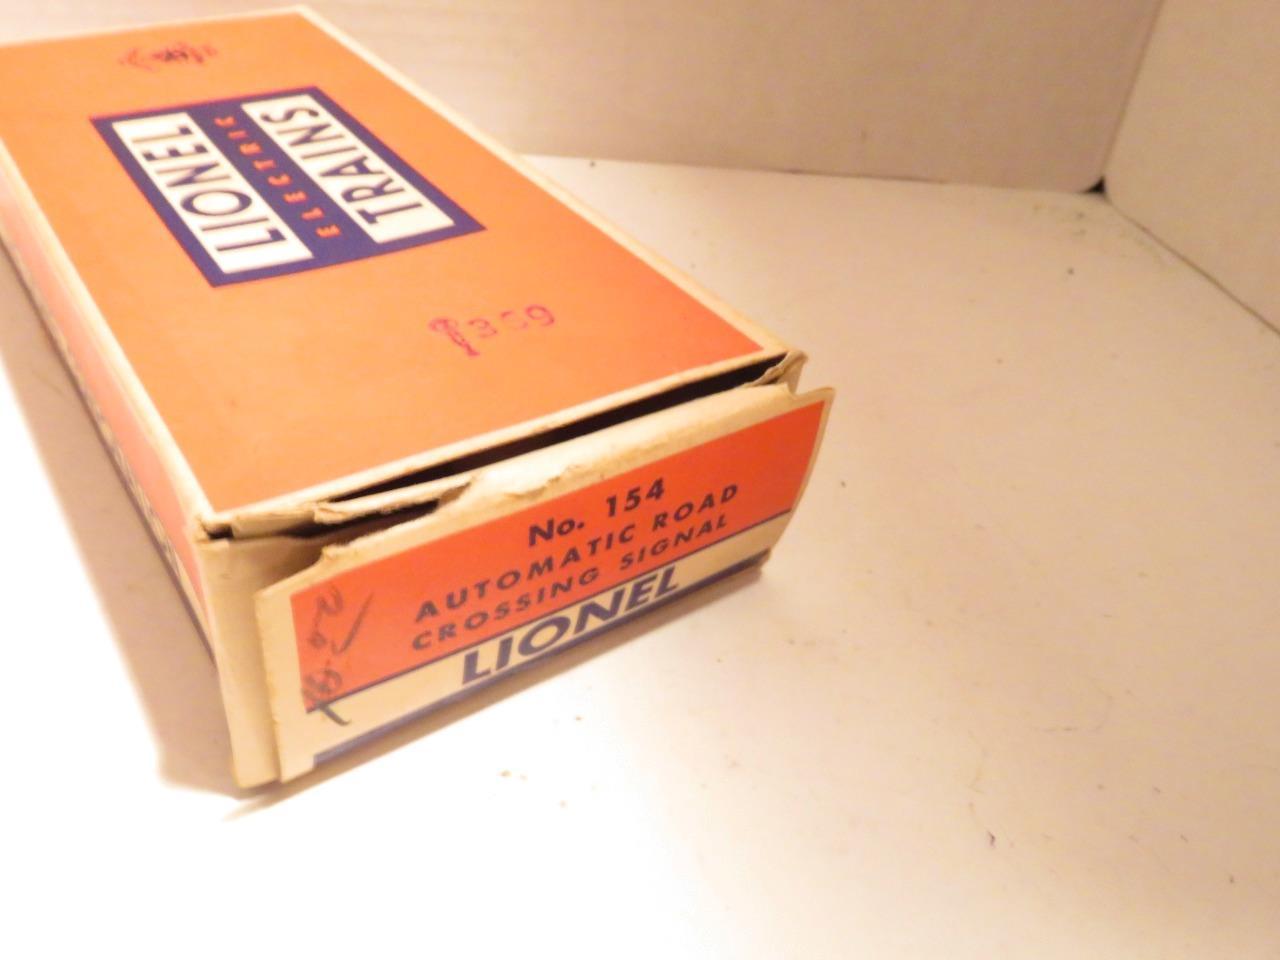 LIONEL
ELECTRIC
TRAINS
No. 154
AUTOMATIC ROAD
CROSSING SIGNAL
LIONEL